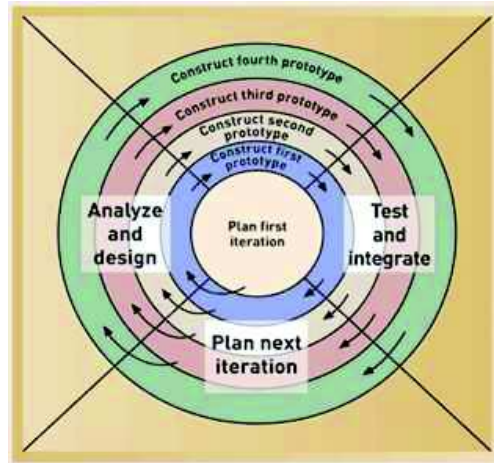 Construct fourth prototype
Construct third prototype
Construct second
prototype
Construct first
prototype
Analyze
and
design
Plan first
iteration
Test
and
integrate
Plan next
iteration